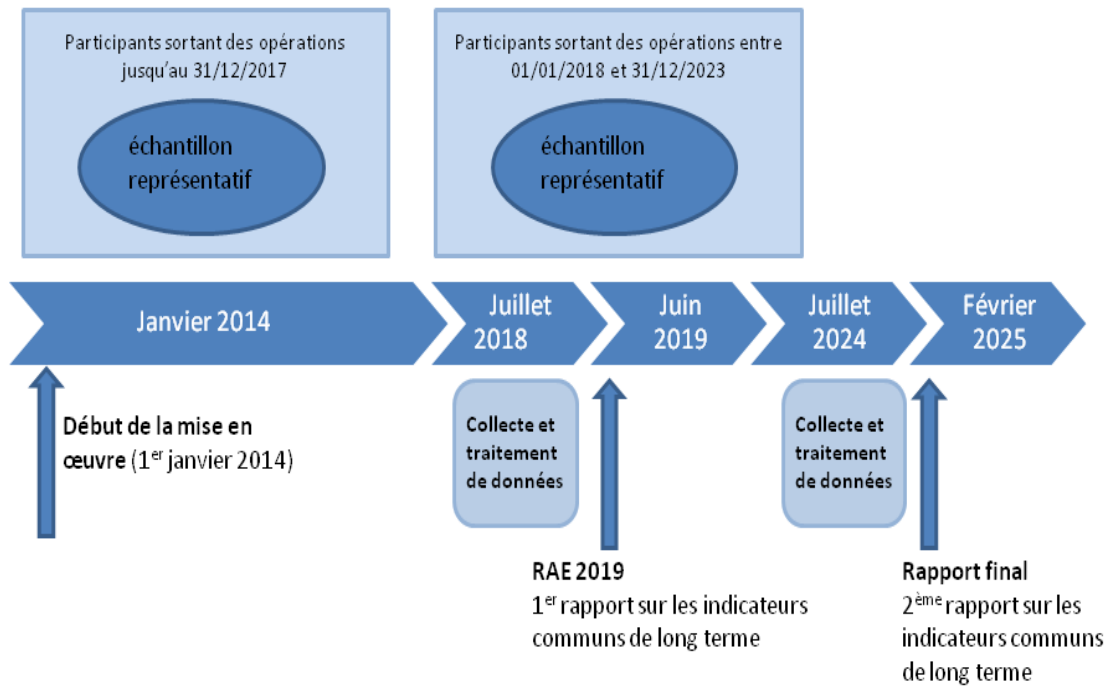 Participants sortant des opérations
jusqu'au 31/12/2017
échantillon
représentatif
Participants sortant des opérations entre
01/01/2018 et 31/12/2023
échantillon
représentatif
Janvier 2014
Juillet
2018
Juin
2019
Juillet
2024
Février
2025
Début de la mise en
œuvre (1er janvier 2014)
Collecte et
traitement
de données
Collecte et
traitement
de données
RAE 2019
1er rapport sur les indicateurs
communs de long terme
Rapport final
2ème rapport sur les
indicateurs communs
de long terme